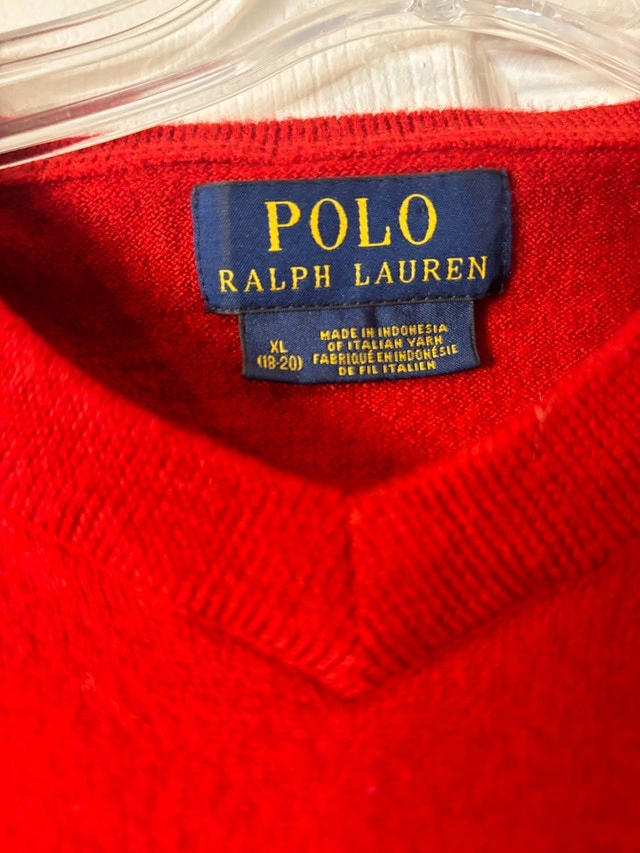 POLO
RALPH LAUREN
XL
(18-20)
MADE IN INDONESIA
OF ITALIAN YARN
FABRIQUÉ EN INDONÉSIE
DE FIL ITALIEN